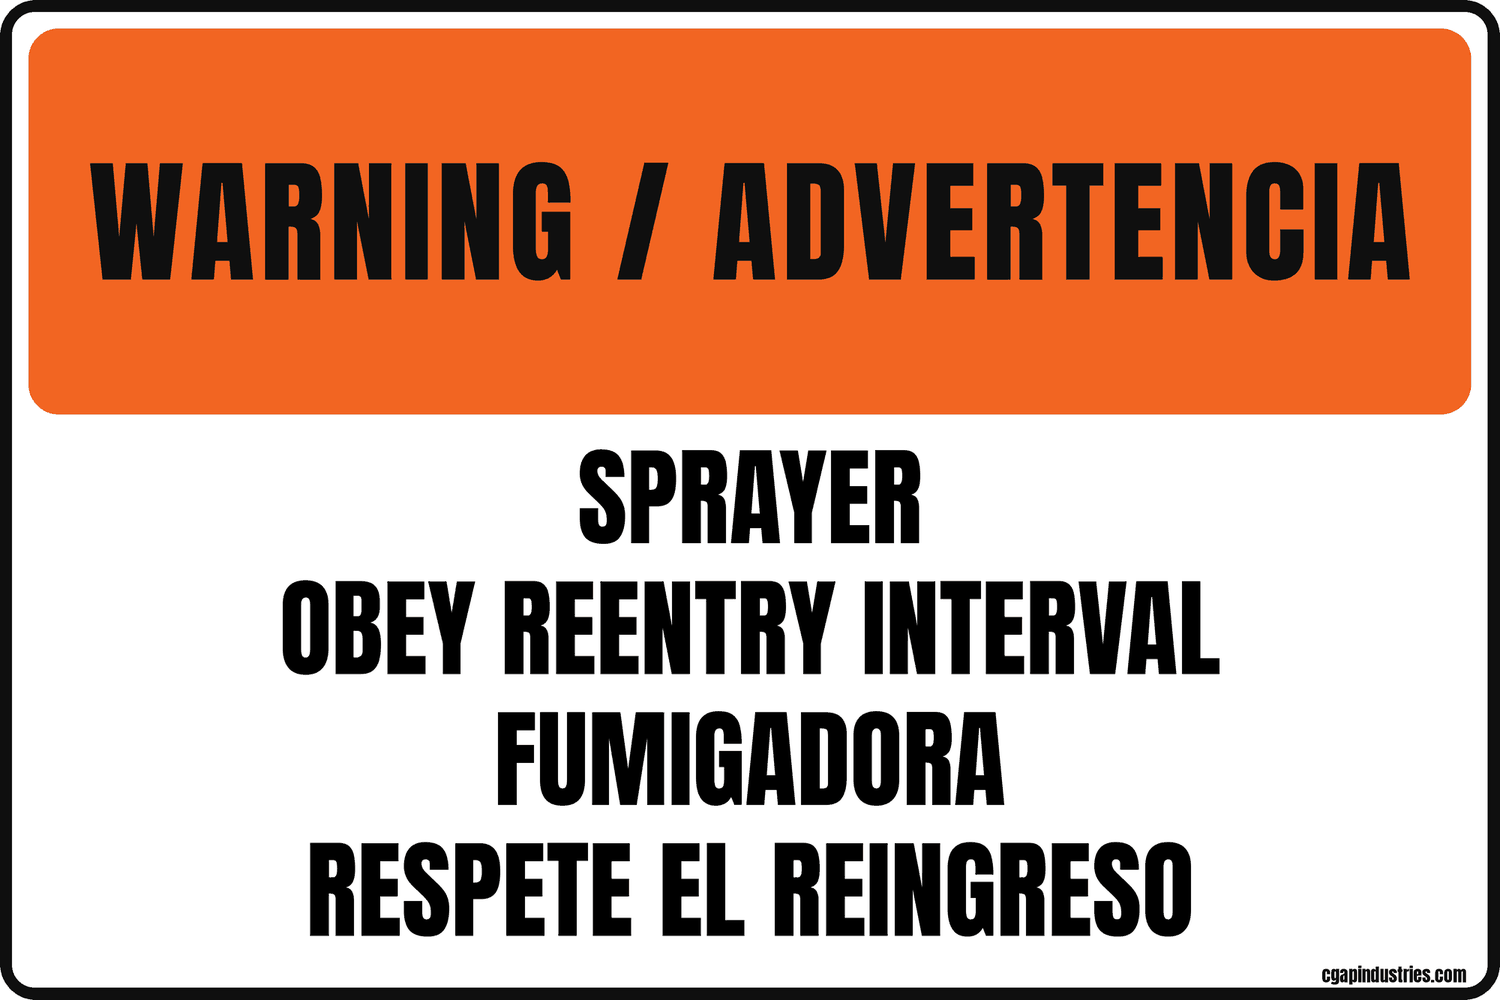 WARNING / ADVERTENCIA
SPRAYER
OBEY REENTRY INTERVAL
FUMIGADORA
RESPETE EL REINGRESO
cgapindustries.com